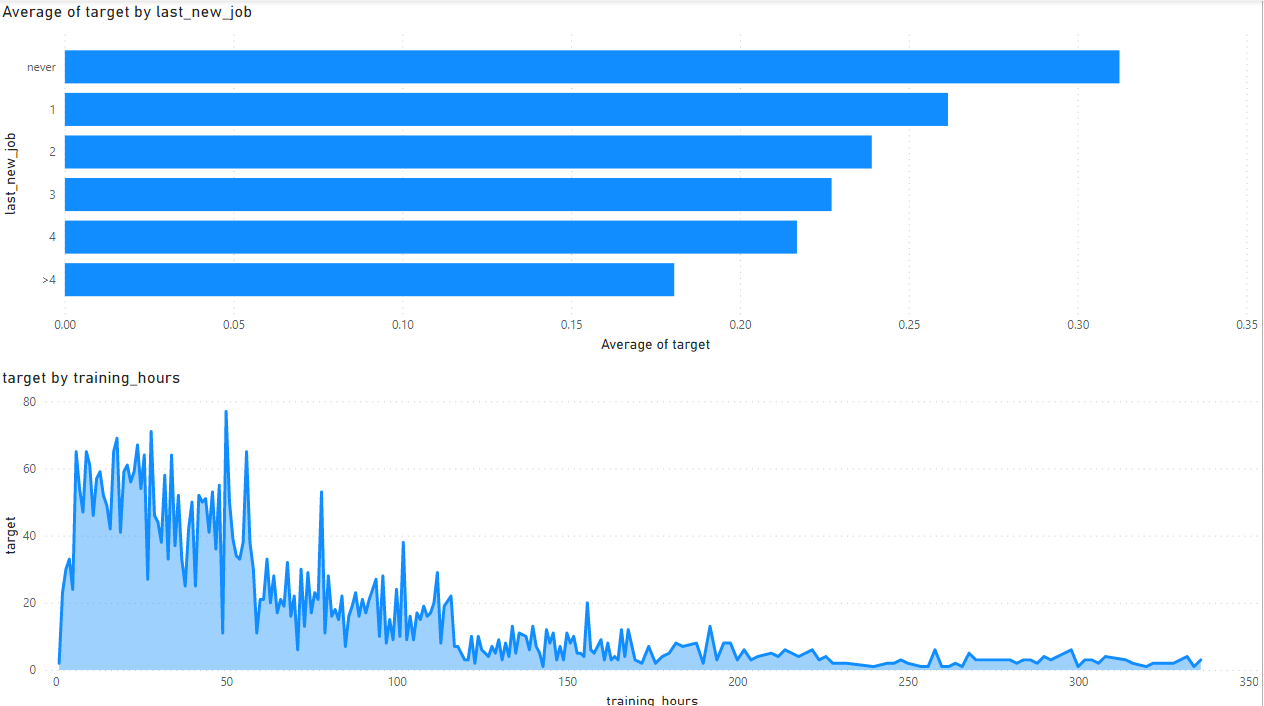 Average of target by last_new_job
last_new_job
never
1
2
3
4
>4
0.00 0.05 0.10 0.15 0.20 0.25 0.30 0.35
Average of target
target by training_hours
target
80
60
40
20
0
0 50 100 150 200 250 300 350
training_hours